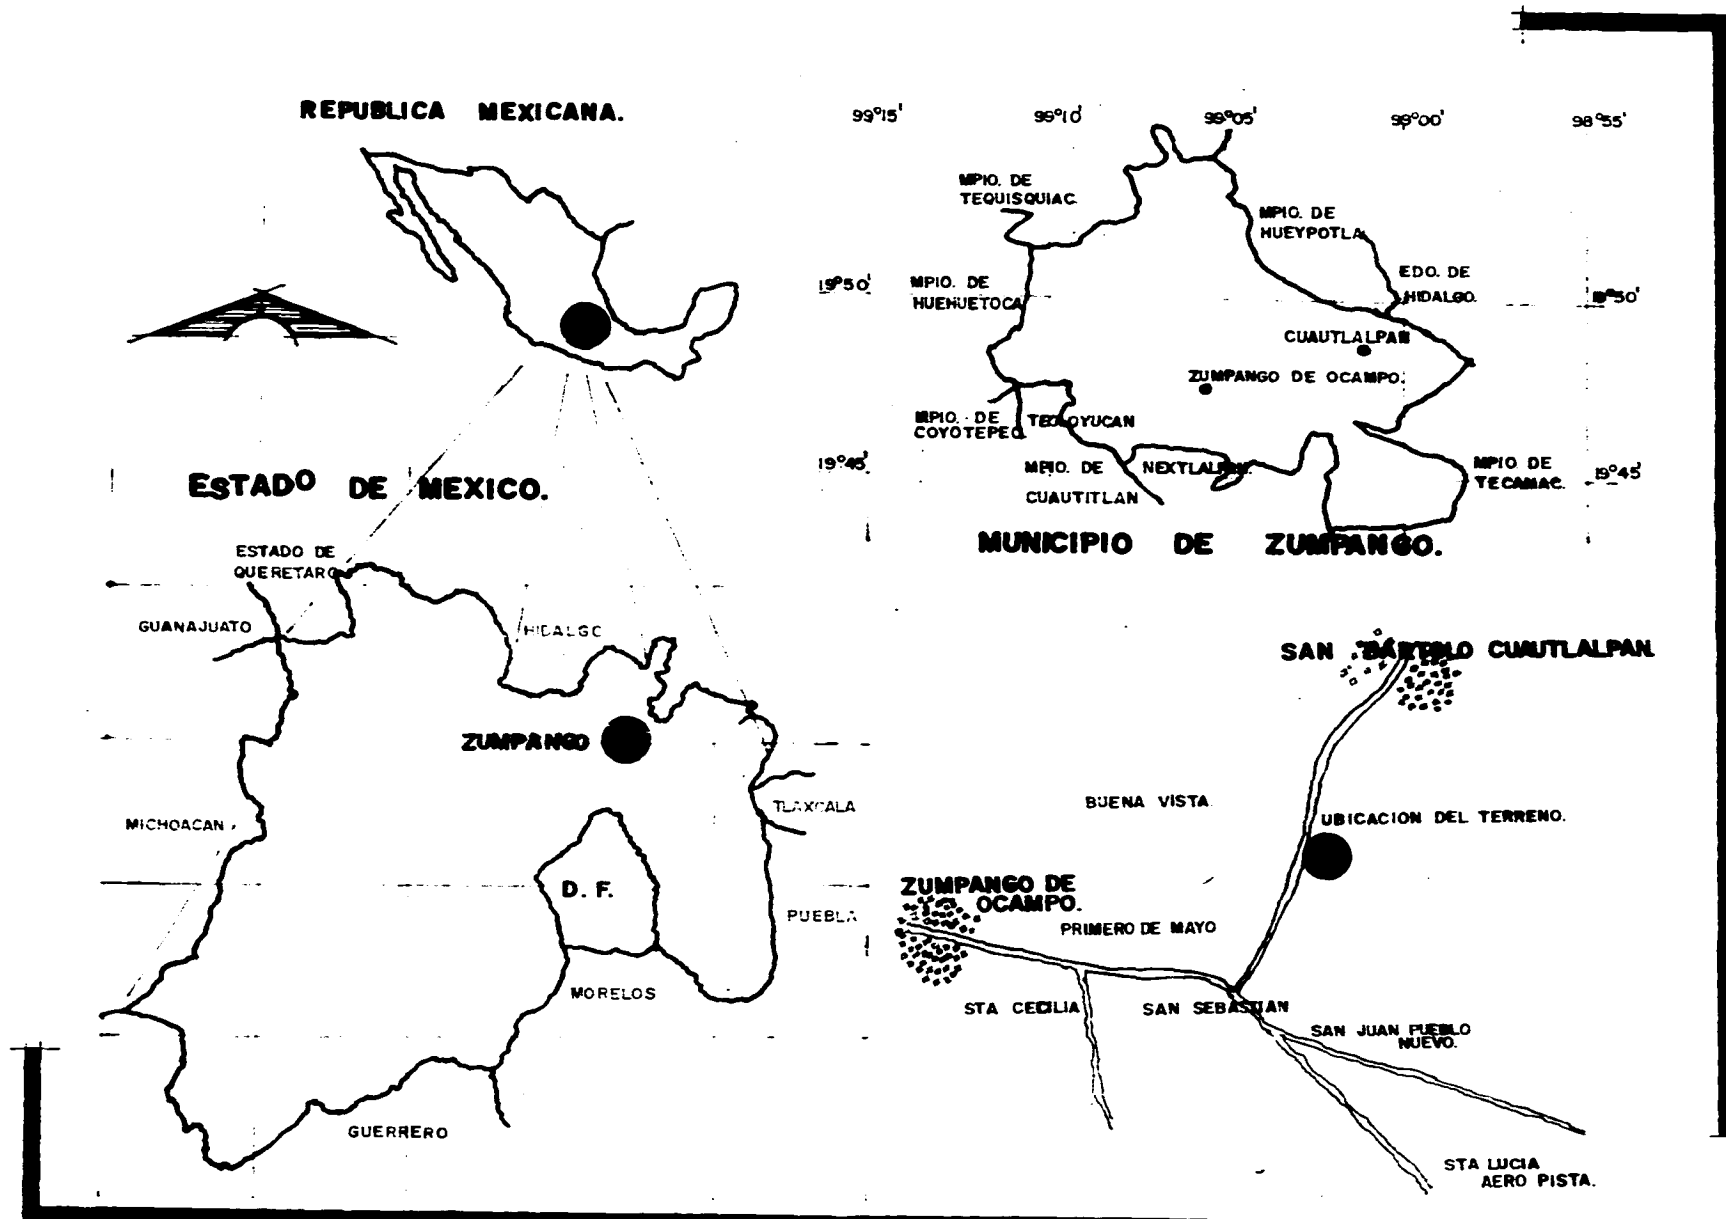 REPUBLICA MEXICANA.
99°15' 99°10' 99°05' 99°00' 98°55'
MPIO. DE
TEQUISQUIAC.
MPIO. DE
HUEYPOTLA
EDO. DE
HIDALGO.
19°50'
MPIO. DE
HUEHUETOCA
19°50'
CUAUTLALPAN
ZUMPANGO DE OCAMPO.
MPIO. DE
COYOTEPEC
TEOLOYUCAN
19°45'
MPIO. DE
CUAUTITLAN
NEXTLALPAN.
MPIO DE
TECAMAC.
19°45'
MUNICIPIO DE ZUMPANGO.
ESTADO DE MEXICO.
ESTADO DE
QUERETARO
GUANAJUATO
HIDALGO
ZUMPANGO
TLAXCALA
MICHOACAN
D. F.
PUEBLA
MORELOS
GUERRERO
SAN BARTOLO CUAUTLALPAN.
BUENA VISTA.
UBICACION DEL TERRENO.
ZUMPANGO DE
OCAMPO.
PRIMERO DE MAYO
STA CECILIA
SAN SEBASTIAN
SAN JUAN PUEBLO
NUEVO.
STA LUCIA
AERO PISTA.